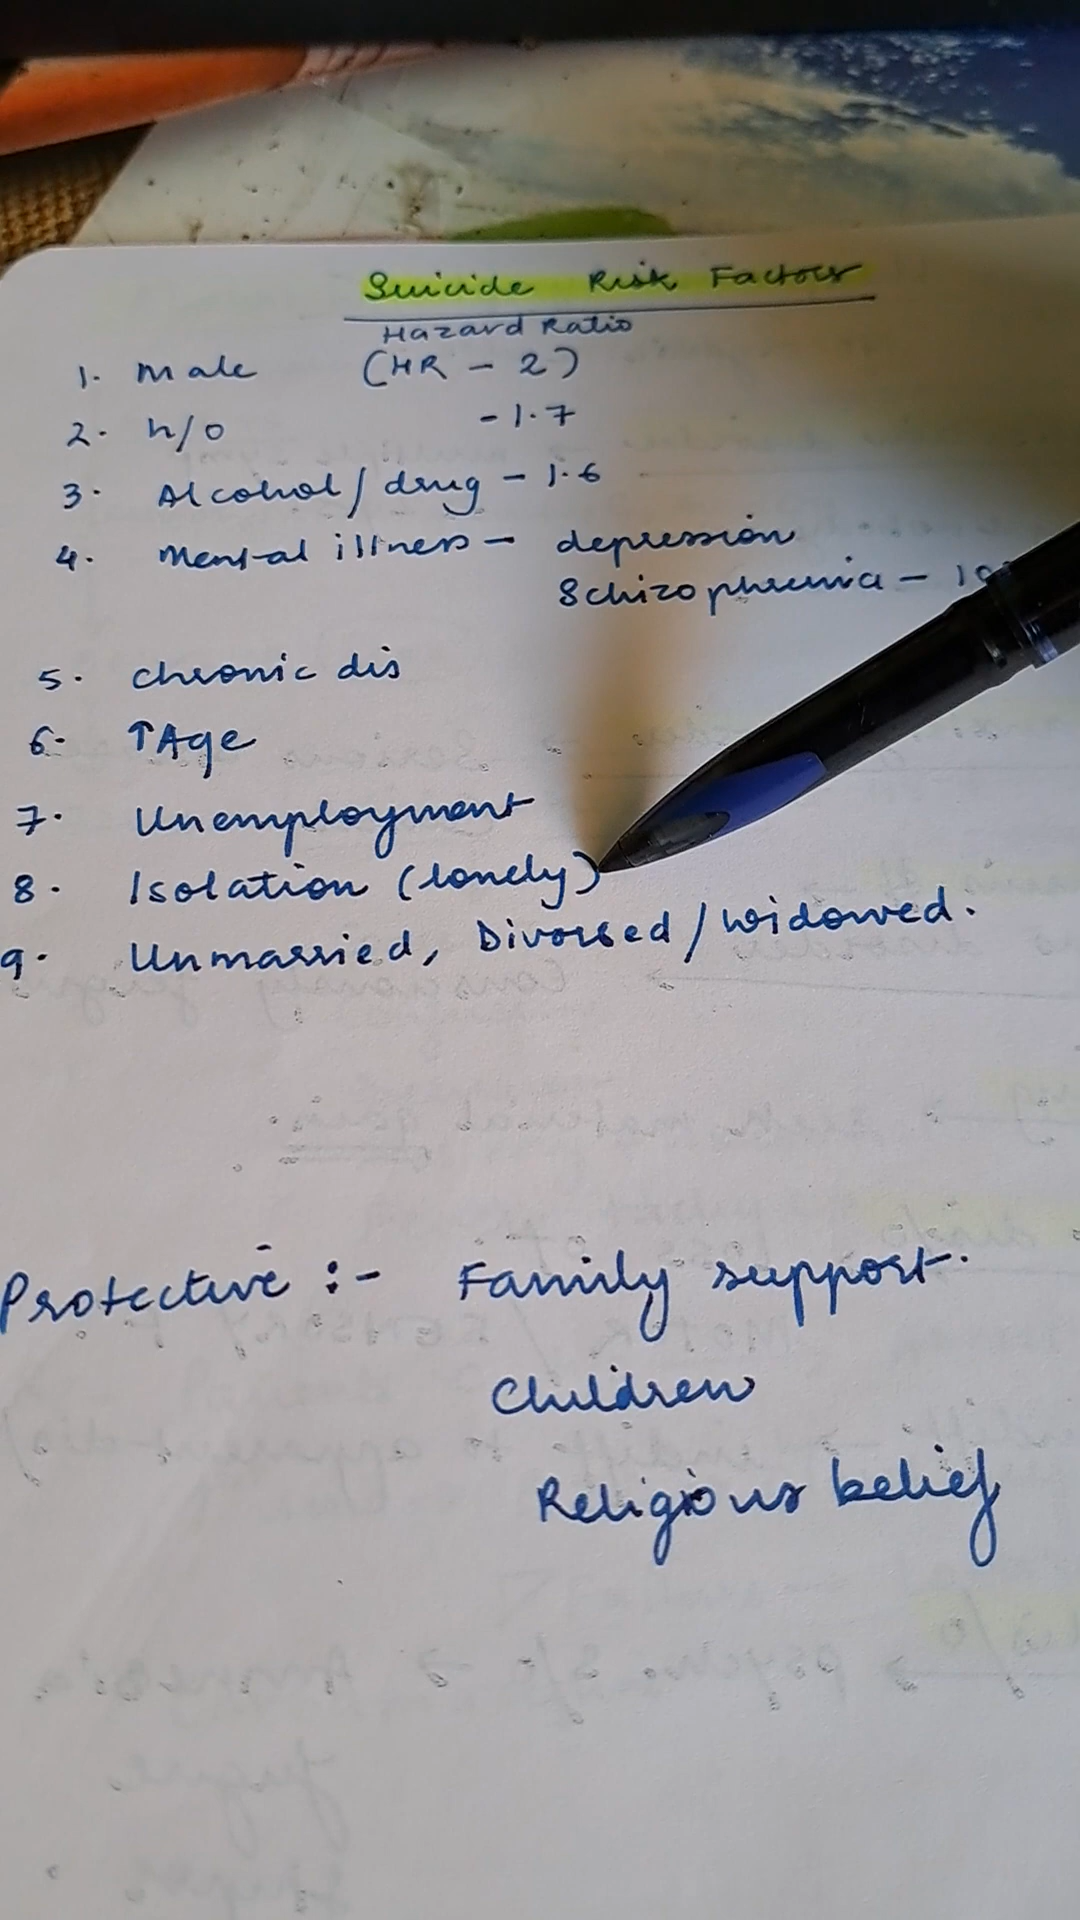 Suicide Risk Factors
Hazard Ratio
1. Male (HR - 2)
2. h/o - 1.7
3. Alcohol/drug - 1.6
4. Mental illness - depression
Schizophrenia - 10
5. chronic dis
6. ↑Age
7. Unemployment
8. Isolation (lonely)
9. Unmarried, Divorsed/widowed.
Protective :- Family support.
Children
Religious belief